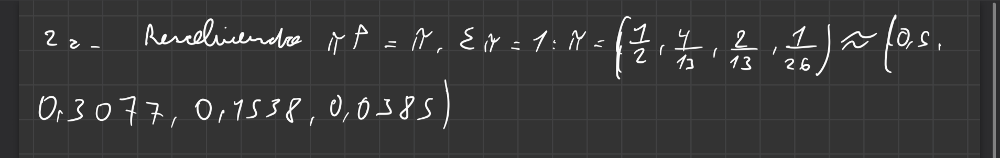 22- Resolviendo πP = π, Σπ = 1: π = (1/2, 4/13, 2/13, 1/26) ≈ (0,5,
0,3077, 0,1538, 0,0385)